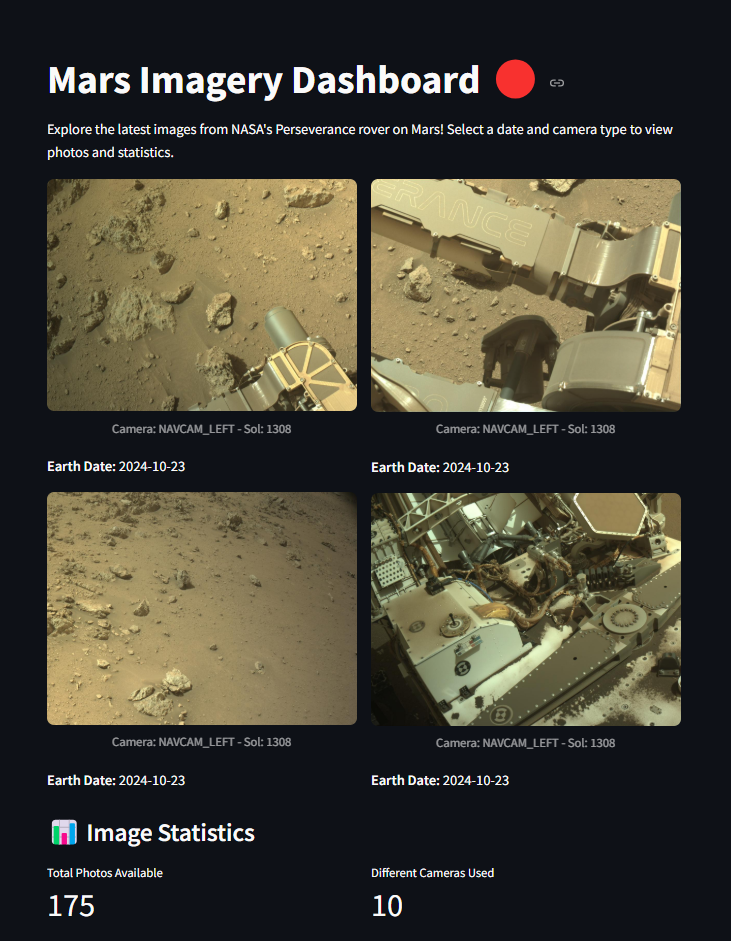 Mars Imagery Dashboard
Explore the latest images from NASA's Perseverance rover on Mars! Select a date and camera type to view
photos and statistics.
ERANCE
Camera: NAVCAM_LEFT - Sol: 1308
Camera: NAVCAM_LEFT - Sol: 1308
Earth Date: 2024-10-23
Earth Date: 2024-10-23
Camera: NAVCAM_LEFT - Sol: 1308
Camera: NAVCAM_LEFT - Sol: 1308
Earth Date: 2024-10-23
Earth Date: 2024-10-23
Image Statistics
Total Photos Available
Different Cameras Used
175
10